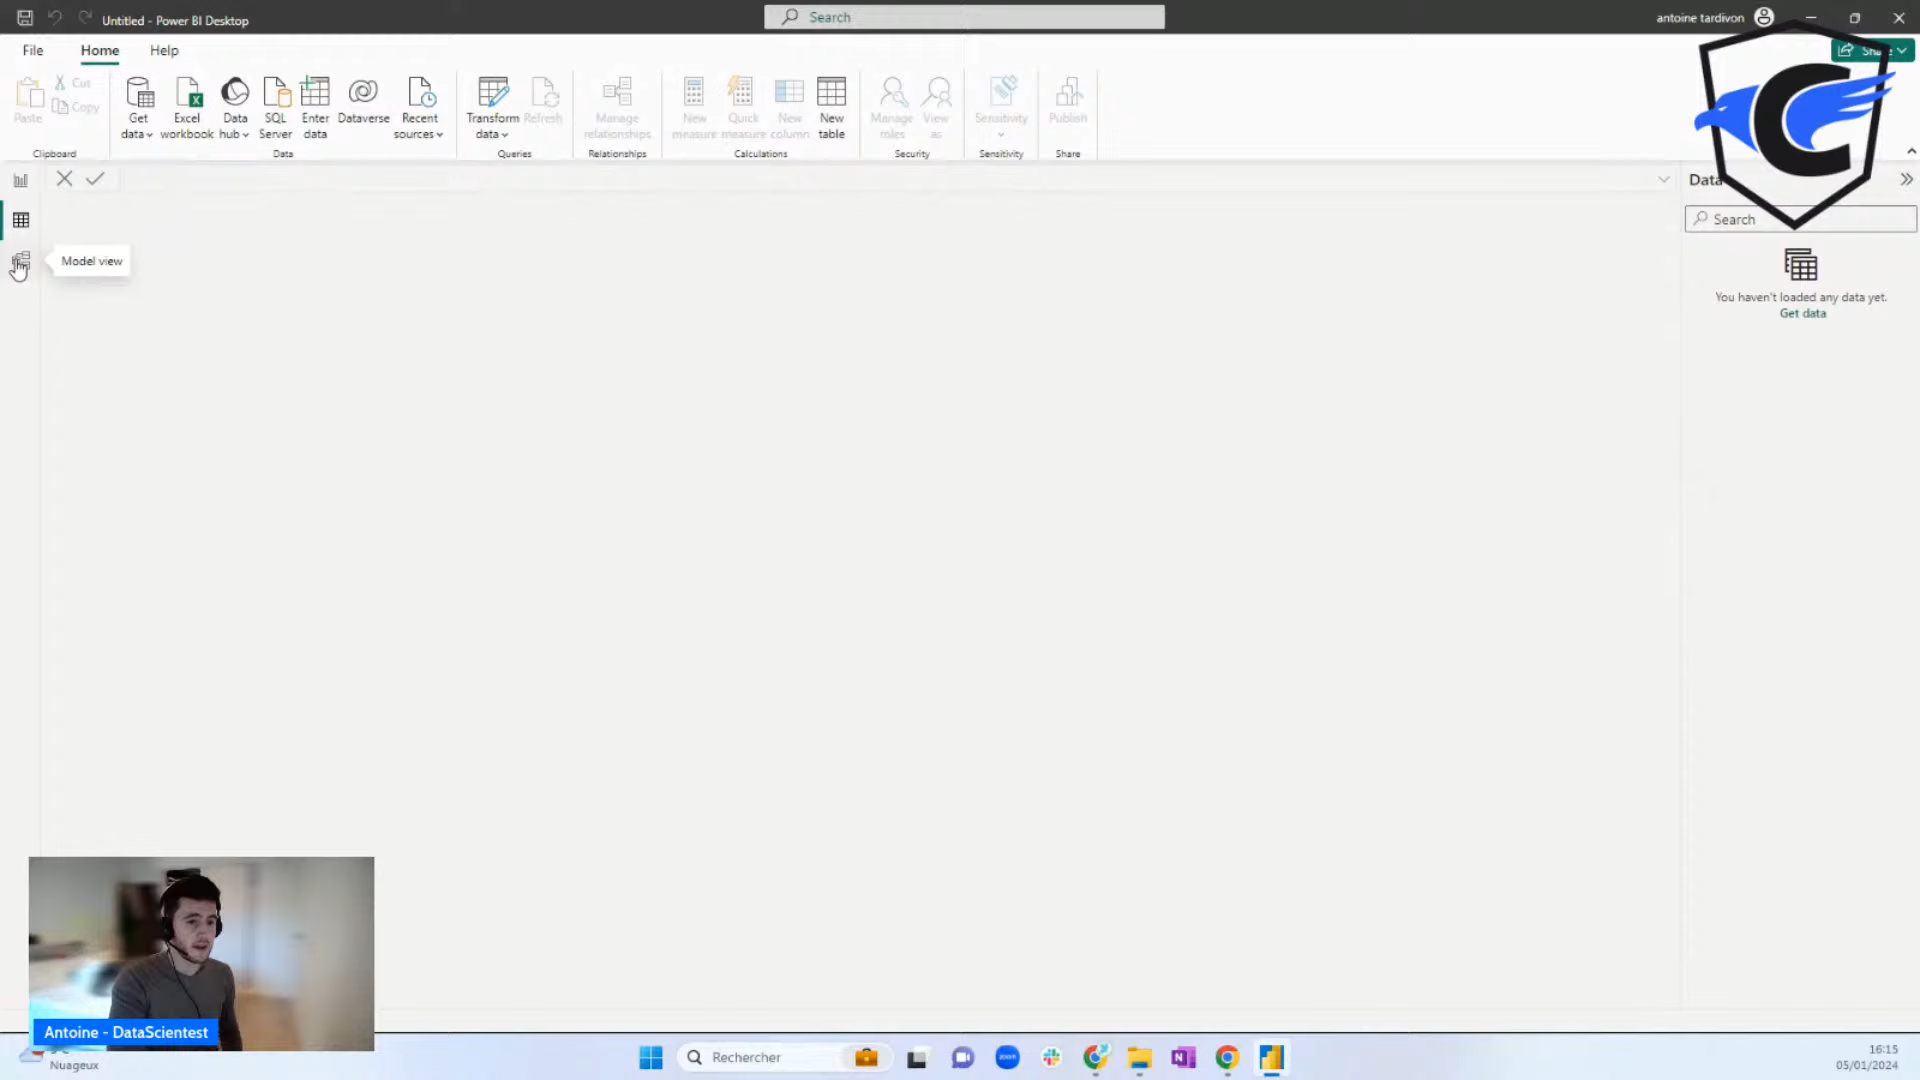 Untitled - Power BI Desktop
Search
antoine tardivon
File
Home
Help
Share
Paste
Cut
Copy
Get data
Excel workbook
Data hub
SQL Server
Enter data
Dataverse
Recent sources
Transform data
Refresh
Manage relationships
New measure
Quick measure
New column
New table
Manage roles
View as
Sensitivity
Publish
Clipboard
Data
Queries
Relationships
Calculations
Security
Sensitivity
Share
C
Data
Search
Model view
You haven't loaded any data yet.
Get data
Antoine - DataScientest
Nuageux
Rechercher
zoom
16:15
05/01/2024